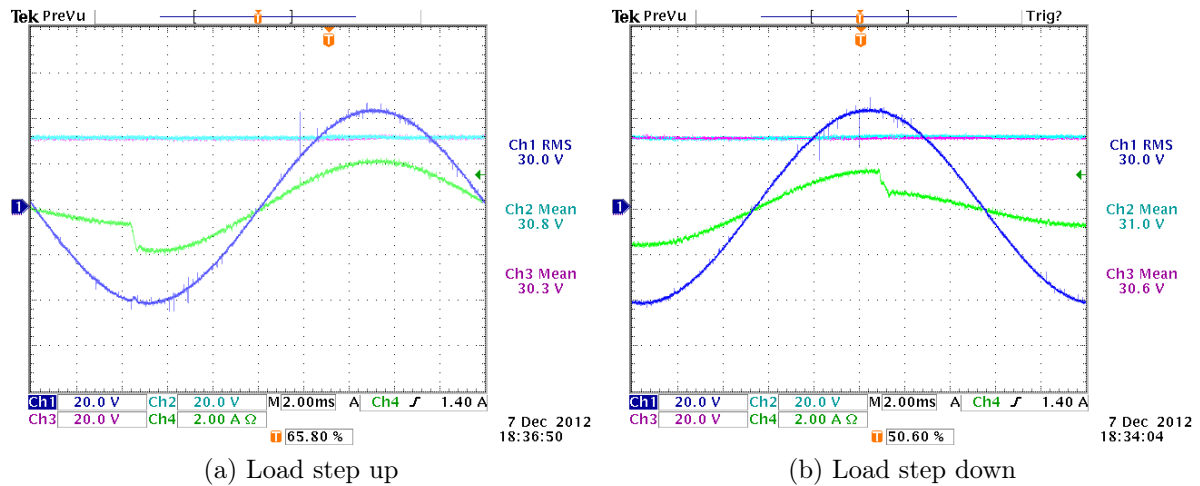 Tek PreVu
T
T
1
Ch1 RMS
30.0 V
Ch2 Mean
30.8 V
Ch3 Mean
30.3 V
Ch1 20.0 V Ch2 20.0 V M 2.00ms A Ch4 ƒ 1.40 A
Ch3 20.0 V Ch4 2.00 A Ω
T 65.80 %
7 Dec 2012
18:36:50
(a) Load step up
Tek PreVu Trig?
T
T
1
Ch1 RMS
30.0 V
Ch2 Mean
31.0 V
Ch3 Mean
30.6 V
Ch1 20.0 V Ch2 20.0 V M 2.00ms A Ch4 ƒ 1.40 A
Ch3 20.0 V Ch4 2.00 A Ω
T 50.60 %
7 Dec 2012
18:34:04
(b) Load step down